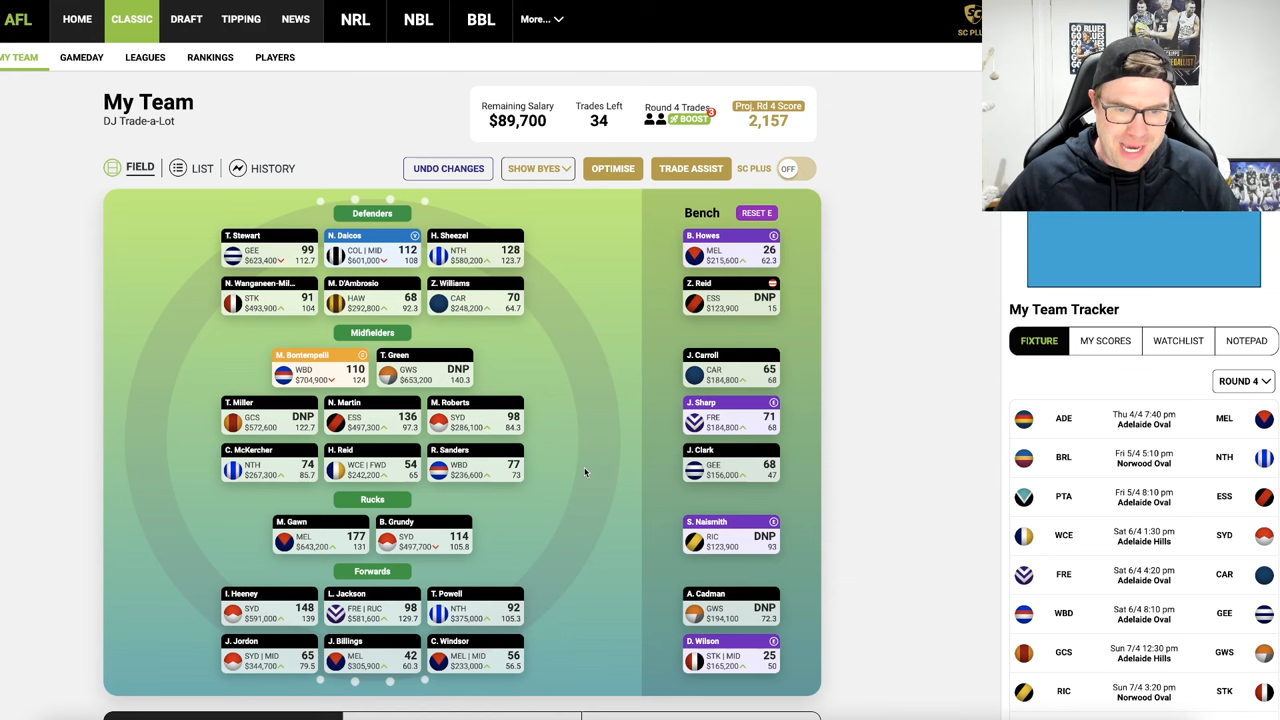 AFL HOME CLASSIC DRAFT TIPPING NEWS NRL NBL BBL More...
SC PLUS
MY TEAM GAMEDAY LEAGUES RANKINGS PLAYERS
GO BLUES
My Team
DJ Trade-a-Lot
Remaining Salary
$89,700
Trades Left
34
Round 4 Trades 3
BOOST
Proj. Rd 4 Score
2,157
FIELD LIST HISTORY
UNDO CHANGES SHOW BYES OPTIMISE TRADE ASSIST SC PLUS OFF
Defenders
T. Stewart
GEE 99
$623,400 112.7
N. Daicos V
COL | MID 112
$601,000 108
H. Sheezel
NTH 128
$580,200 123.7
N. Wanganeen-Mil...
STK 91
$493,900 104
M. D'Ambrosio
HAW 68
$292,800 92.3
Z. Williams
CAR 70
$248,200 64.7
Midfielders
M. Bontempelli C
WBD 110
$704,900 124
T. Green
GWS DNP
$653,200 140.3
T. Miller
GCS DNP
$572,600 122.7
N. Martin
ESS 136
$497,300 97.3
M. Roberts
SYD 98
$286,100 84.3
C. McKercher
NTH 74
$267,300 85.7
H. Reid
WCE | FWD 54
$242,200 65
R. Sanders
WBD 77
$236,600 73
Rucks
M. Gawn
MEL 177
$643,200 131
B. Grundy
SYD 114
$497,700 105.8
Forwards
I. Heeney
SYD 148
$591,000 139
L. Jackson
FRE | RUC 98
$581,600 129.7
T. Powell
NTH 92
$375,000 105.3
J. Jordon
SYD | MID 65
$344,700 79.5
J. Billings
MEL 42
$305,900 60.3
C. Windsor
MEL | MID 56
$233,000 56.5
Bench RESET E
B. Howes E
MEL 26
$215,600 62.3
Z. Reid
ESS DNP
$123,900 15
J. Carroll
CAR 65
$184,800 68
J. Sharp E
FRE 71
$184,800 68
J. Clark
GEE 68
$156,000 47
S. Naismith E
RIC DNP
$123,900 93
A. Cadman
GWS DNP
$194,100 72.3
D. Wilson E
STK | MID 25
$165,200 50
My Team Tracker
FIXTURE MY SCORES WATCHLIST NOTEPAD
ROUND 4
ADE Thu 4/4 7:40 pm MEL
Adelaide Oval
BRL Fri 5/4 5:10 pm NTH
Norwood Oval
PTA Fri 5/4 8:10 pm ESS
Adelaide Oval
WCE Sat 6/4 1:30 pm SYD
Adelaide Hills
FRE Sat 6/4 4:20 pm CAR
Adelaide Oval
WBD Sat 6/4 8:10 pm GEE
Adelaide Oval
GCS Sun 7/4 12:30 pm GWS
Adelaide Hills
RIC Sun 7/4 3:20 pm STK
Norwood Oval